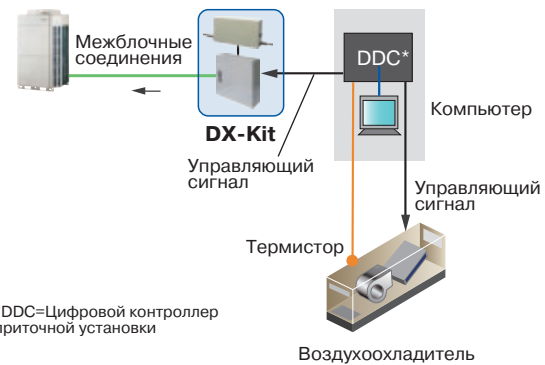 Межблочные
соединения
DDC*
DX-Kit
Компьютер
Управляющий
сигнал
Управляющий
сигнал
Термистор
DDC=Цифровой контроллер
приточной установки
Воздухоохладитель